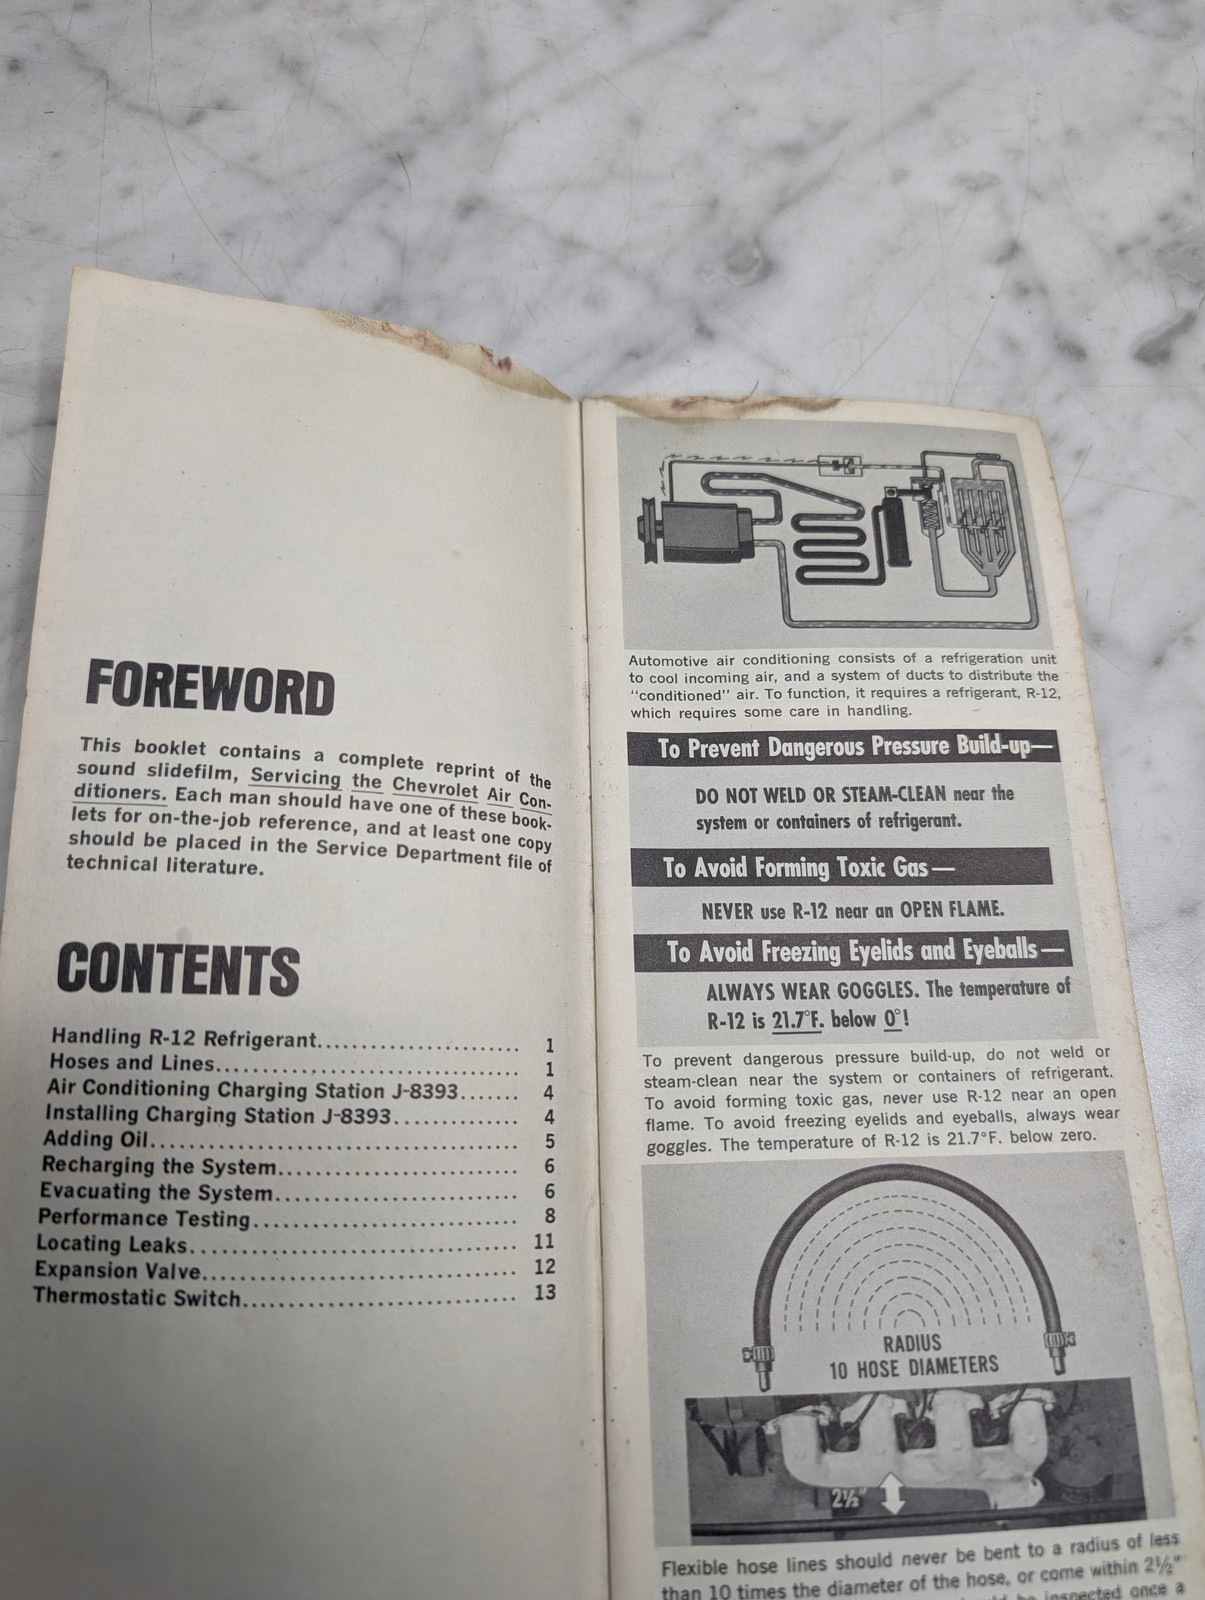 FOREWORD
This booklet contains a complete reprint of the
sound slidefilm, Servicing the Chevrolet Air Con-
ditioners. Each man should have one of these book-
lets for on-the-job reference, and at least one copy
should be placed in the Service Department file of
technical literature.
CONTENTS
Handling R-12 Refrigerant........................ 1
Hoses and Lines.................................... 1
Air Conditioning Charging Station J-8393....... 4
Installing Charging Station J-8393............... 4
Adding Oil........................................... 5
Recharging the System............................ 6
Evacuating the System............................ 6
Performance Testing............................... 8
Locating Leaks...................................... 11
Expansion Valve.................................... 12
Thermostatic Switch............................... 13
Automotive air conditioning consists of a refrigeration unit
to cool incoming air, and a system of ducts to distribute the
"conditioned" air. To function, it requires a refrigerant, R-12,
which requires some care in handling.
To Prevent Dangerous Pressure Build-up—
DO NOT WELD OR STEAM-CLEAN near the
system or containers of refrigerant.
To Avoid Forming Toxic Gas—
NEVER use R-12 near an OPEN FLAME.
To Avoid Freezing Eyelids and Eyeballs—
ALWAYS WEAR GOGGLES. The temperature of
R-12 is 21.7°F. below 0°!
To prevent dangerous pressure build-up, do not weld or
steam-clean near the system or containers of refrigerant.
To avoid forming toxic gas, never use R-12 near an open
flame. To avoid freezing eyelids and eyeballs, always wear
goggles. The temperature of R-12 is 21.7°F. below zero.
RADIUS
10 HOSE DIAMETERS
2½"
Flexible hose lines should never be bent to a radius of less
than 10 times the diameter of the hose, or come within 2½"
be inspected once a